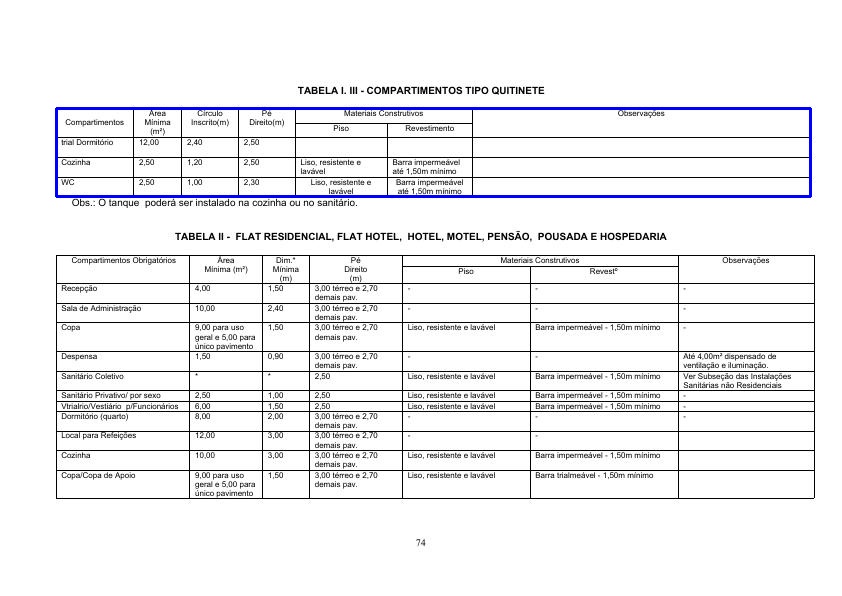 TABELA I. III - COMPARTIMENTOS TIPO QUITINETE
Compartimentos Área Mínima (m²) Círculo Inscrito(m) Pé Direito(m) Materiais Construtivos Observações
Piso Revestimento
trial Dormitório 12,00 2,40 2,50
Cozinha 2,50 1,20 2,50 Liso, resistente e lavável Barra impermeável até 1,50m mínimo
WC 2,50 1,00 2,30 Liso, resistente e lavável Barra impermeável até 1,50m mínimo
Obs.: O tanque poderá ser instalado na cozinha ou no sanitário.
TABELA II - FLAT RESIDENCIAL, FLAT HOTEL, HOTEL, MOTEL, PENSÃO, POUSADA E HOSPEDARIA
Compartimentos Obrigatórios Área Mínima (m²) Dim.ª Mínima (m) Pé Direito (m) Materiais Construtivos Observações
Piso Revestº
Recepção 4,00 1,50 3,00 térreo e 2,70 demais pav. - - -
Sala de Administração 10,00 2,40 3,00 térreo e 2,70 demais pav. - - -
Copa 9,00 para uso geral e 5,00 para único pavimento 1,50 3,00 térreo e 2,70 demais pav. Liso, resistente e lavável Barra impermeável - 1,50m mínimo -
Despensa 1,50 0,90 3,00 térreo e 2,70 demais pav. - - Até 4,00m² dispensado de ventilação e iluminação.
Sanitário Coletivo * * 2,50 Liso, resistente e lavável Barra impermeável - 1,50m mínimo Ver Subseção das Instalações Sanitárias não Residenciais
Sanitário Privativo/ por sexo 2,50 1,00 2,50 Liso, resistente e lavável Barra impermeável - 1,50m mínimo -
Vtrialrio/Vestiário p/Funcionários 6,00 1,50 2,50 Liso, resistente e lavável Barra impermeável - 1,50m mínimo -
Dormitório (quarto) 8,00 2,00 3,00 térreo e 2,70 demais pav. - - -
Local para Refeições 12,00 3,00 3,00 térreo e 2,70 demais pav. - -
Cozinha 10,00 3,00 3,00 térreo e 2,70 demais pav. Liso, resistente e lavável Barra impermeável - 1,50m mínimo
Copa/Copa de Apoio 9,00 para uso geral e 5,00 para único pavimento 1,50 3,00 térreo e 2,70 demais pav. Liso, resistente e lavável Barra trialmeável - 1,50m mínimo
74